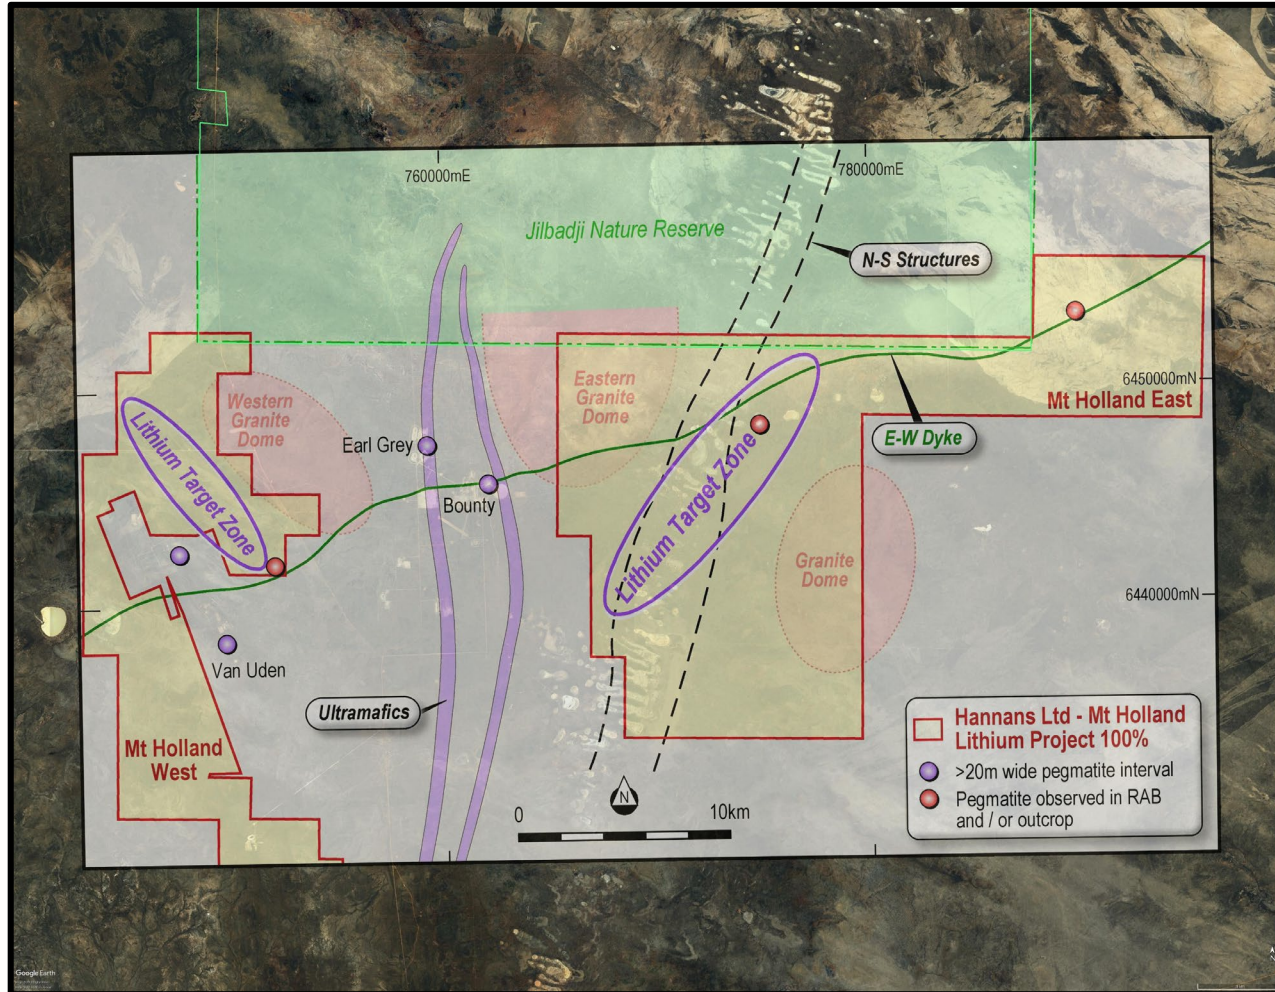 760000mE
780000mE
Jilbadji Nature Reserve
N-S Structures
Eastern
Granite
Dome
6450000mN
Mt Holland East
Western
Granite
Dome
Lithium Target Zone
Earl Grey
E-W Dyke
Bounty
Lithium Target Zone
Granite
Dome
6440000mN
Van Uden
Ultramafics
Mt Holland
West
Hannans Ltd - Mt Holland
Lithium Project 100%
>20m wide pegmatite interval
Pegmatite observed in RAB
and / or outcrop
N
0
10km
Google Earth